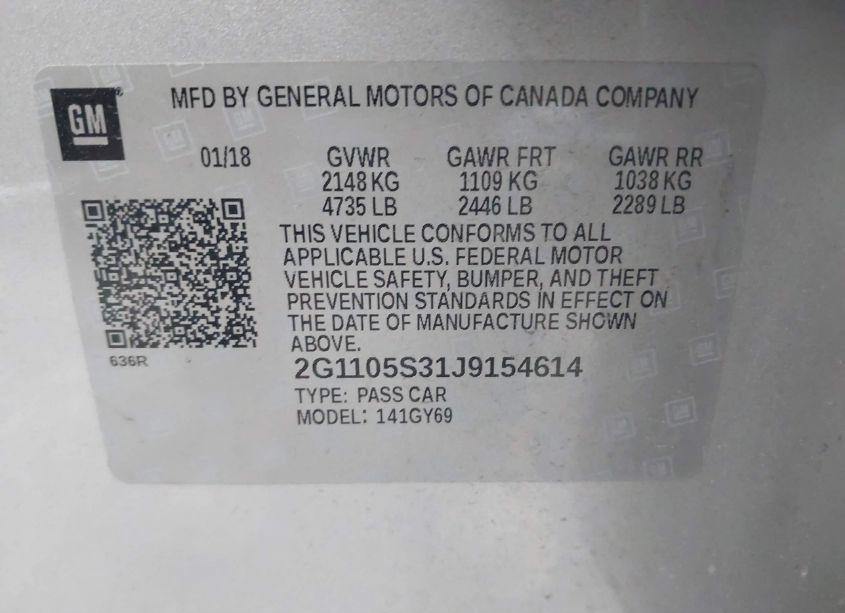 GM
MFD BY GENERAL MOTORS OF CANADA COMPANY
01/18 GVWR GAWR FRT GAWR RR
2148 KG 1109 KG 1038 KG
4735 LB 2446 LB 2289 LB
THIS VEHICLE CONFORMS TO ALL
APPLICABLE U.S. FEDERAL MOTOR
VEHICLE SAFETY, BUMPER, AND THEFT
PREVENTION STANDARDS IN EFFECT ON
THE DATE OF MANUFACTURE SHOWN
ABOVE.
636R
2G1105S31J9154614
TYPE: PASS CAR
MODEL: 141GY69